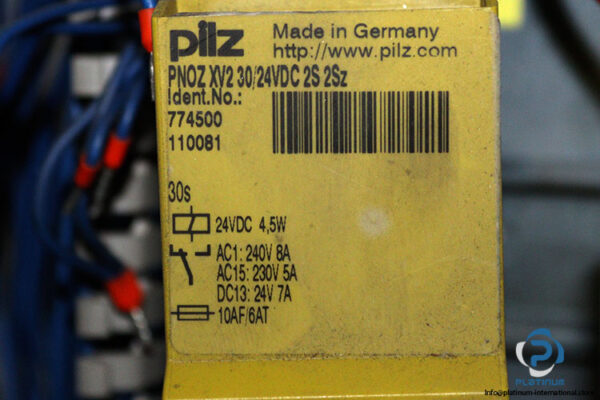 pilz
Made in Germany
http://www.pilz.com
PNOZ XV2 30/24VDC 2S 2Sz
Ident.No.:
774500
110081
30s
24VDC 4,5W
AC1: 240V 8A
AC15: 230V 5A
DC13: 24V 7A
10AF/6AT
PLATINUM
info@platinum-international.com